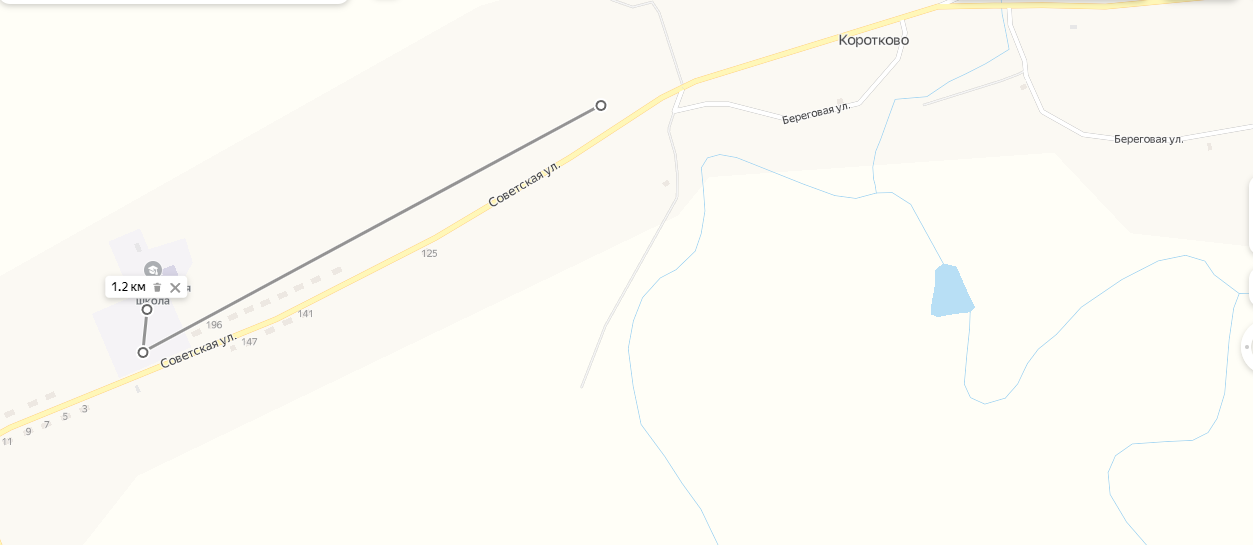 Коротково
Береговая ул.
Береговая ул.
Советская ул.
125
1.2 км
школа
196
141
147
Советская ул.
3
5
7
9
11